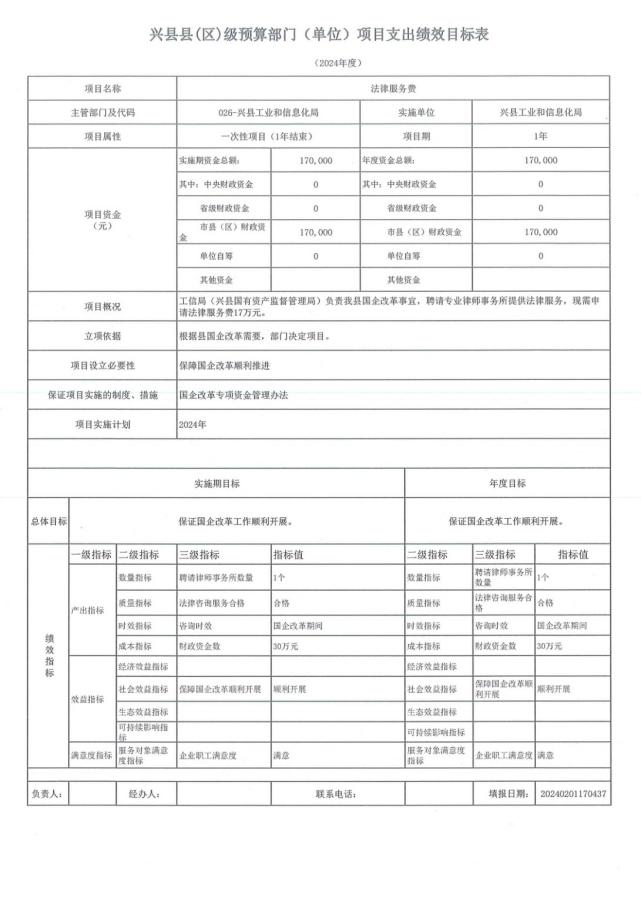 兴县县(区)级预算部门（单位）项目支出绩效目标表
（2024年度）
项目名称 法律服务费
主管部门及代码 026-兴县工业和信息化局 实施单位 兴县工业和信息化局
项目属性 一次性项目（1年结束） 项目期 1年
项目资金
（元）
实施期资金总额： 170,000 年度资金总额： 170,000
其中：中央财政资金 0 其中：中央财政资金 0
省级财政资金 0 省级财政资金 0
市县（区）财政资金 170,000 市县（区）财政资金 170,000
单位自筹 0 单位自筹 0
其他资金 其他资金
项目概况 工信局（兴县国有资产监督管理局）负责我县国企改革事宜，聘请专业律师事务所提供法律服务，现需申
请法律服务费17万元。
立项依据 根据县国企改革需要，部门决定项目。
项目设立必要性 保障国企改革顺利推进
保证项目实施的制度、措施 国企改革专项资金管理办法
项目实施计划 2024年
实施期目标 年度目标
总体目标 保证国企改革工作顺利开展。 保证国企改革工作顺利开展。
绩效指标
一级指标 二级指标 三级指标 指标值 二级指标 三级指标 指标值
产出指标
数量指标 聘请律师事务所数量 1个 数量指标 聘请律师事务所数量 1个
质量指标 法律咨询服务合格 合格 质量指标 法律咨询服务合格 合格
时效指标 咨询时效 国企改革期间 时效指标 咨询时效 国企改革期间
成本指标 财政资金数 30万元 成本指标 财政资金数 30万元
效益指标
经济效益指标 经济效益指标
社会效益指标 保障国企改革顺利开展 顺利开展 社会效益指标 保障国企改革顺利开展 顺利开展
生态效益指标 生态效益指标
可持续影响指标 可持续影响指标
满意度指标 服务对象满意度指标 企业职工满意度 满意 服务对象满意度指标 企业职工满意度 满意
负责人： 经办人： 联系电话： 填报日期： 20240201170437